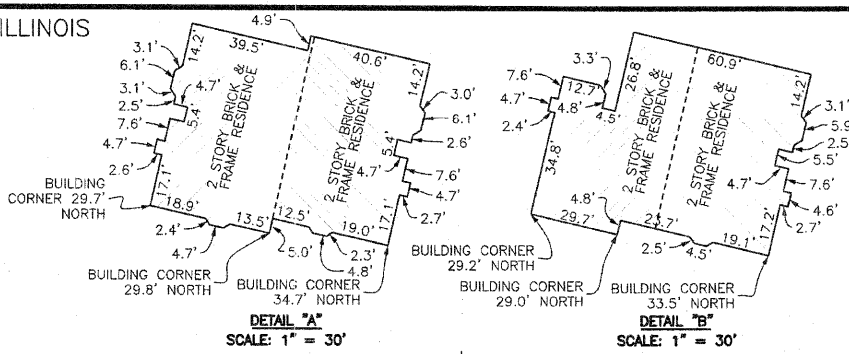 ILLINOIS
4.9'
39.5'
40.6'
14.2'
3.1'
6.1'
3.1'
2.5'
4.7'
5.4'
7.6'
4.7'
2.6'
17.1'
2 STORY BRICK &
FRAME RESIDENCE
2 STORY BRICK &
FRAME RESIDENCE
14.2'
3.0'
6.1'
2.6'
5.4'
4.7'
7.6'
4.7'
2.7'
17.1'
BUILDING
CORNER 29.7'
NORTH
18.9'
2.4'
4.7'
13.5'
12.5'
5.0'
19.0'
2.3'
4.8'
BUILDING CORNER
29.8' NORTH
BUILDING CORNER
34.7' NORTH
DETAIL "A"
SCALE: 1" = 30'
3.3'
7.6'
12.7'
4.7'
4.8'
2.4'
4.5'
26.8'
60.9'
34.8'
2 STORY BRICK &
FRAME RESIDENCE
2 STORY BRICK &
FRAME RESIDENCE
14.2'
3.1'
5.9'
2.5'
5.5'
4.7'
7.6'
4.6'
2.7'
17.2'
29.7'
4.8'
23.7'
2.5'
4.5'
19.1'
BUILDING CORNER
29.2' NORTH
BUILDING CORNER
29.0' NORTH
BUILDING CORNER
33.5' NORTH
DETAIL "B"
SCALE: 1" = 30'